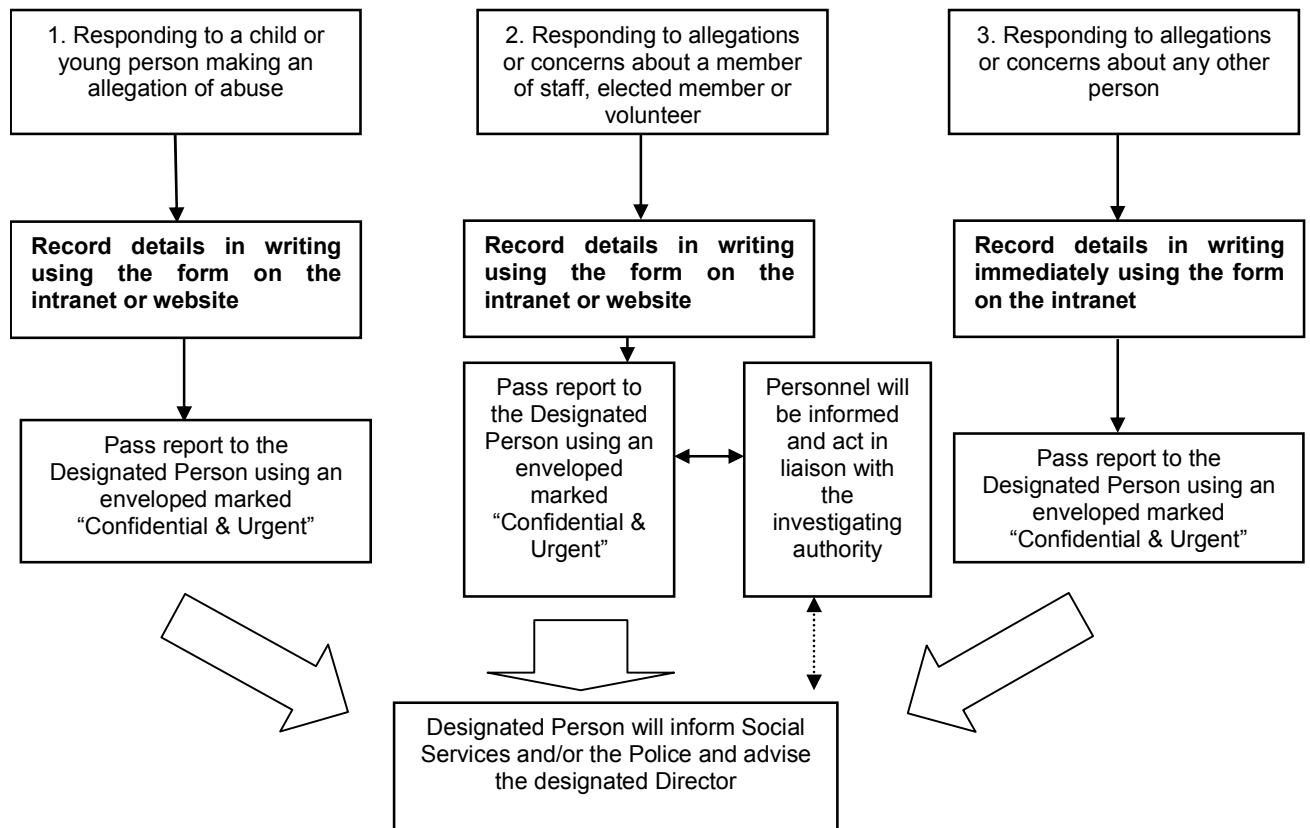 1. Responding to a child or
young person making an
allegation of abuse
2. Responding to allegations
or concerns about a member
of staff, elected member or
volunteer
3. Responding to allegations
or concerns about any other
person
Record details in writing
using the form on the
intranet or website
Record details in writing
using the form on the
intranet or website
Record details in writing
immediately using the form
on the intranet
Pass report to the
Designated Person using an
enveloped marked
“Confidential & Urgent”
Pass report to
the Designated
Person using an
enveloped
marked
“Confidential &
Urgent”
Personnel will
be informed
and act in
liaison with
the
investigating
authority
Pass report to the
Designated Person using an
enveloped marked
“Confidential & Urgent”
Designated Person will inform Social
Services and/or the Police and advise
the designated Director